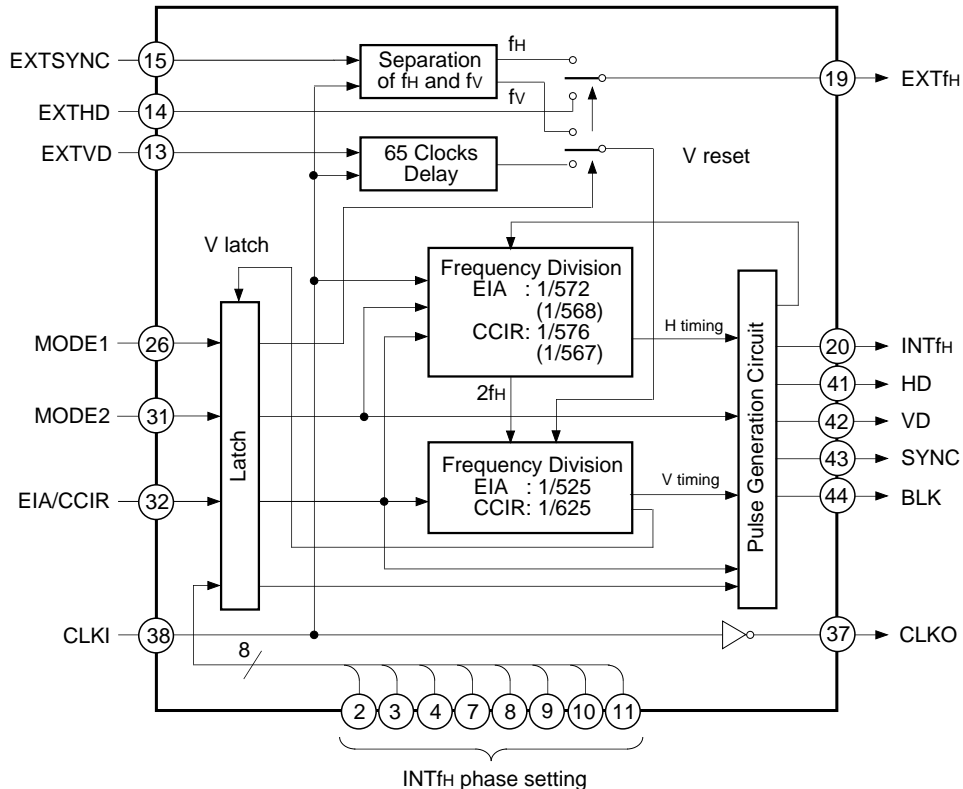 EXTSYNC
15
Separation
of fH and fV
fH
fV
19
EXTfH
EXTHD
14
EXTVD
13
65 Clocks
Delay
V reset
V latch
Frequency Division
EIA : 1/572
(1/568)
CCIR: 1/576
(1/567)
H timing
2fH
MODE1
26
MODE2
31
EIA/CCIR
32
Latch
Frequency Division
EIA : 1/525
CCIR: 1/625
V timing
Pulse Generation Circuit
20
INTfH
41
HD
42
VD
43
SYNC
44
BLK
CLKI
38
37
CLKO
8
2
3
4
7
8
9
10
11
INTfH phase setting